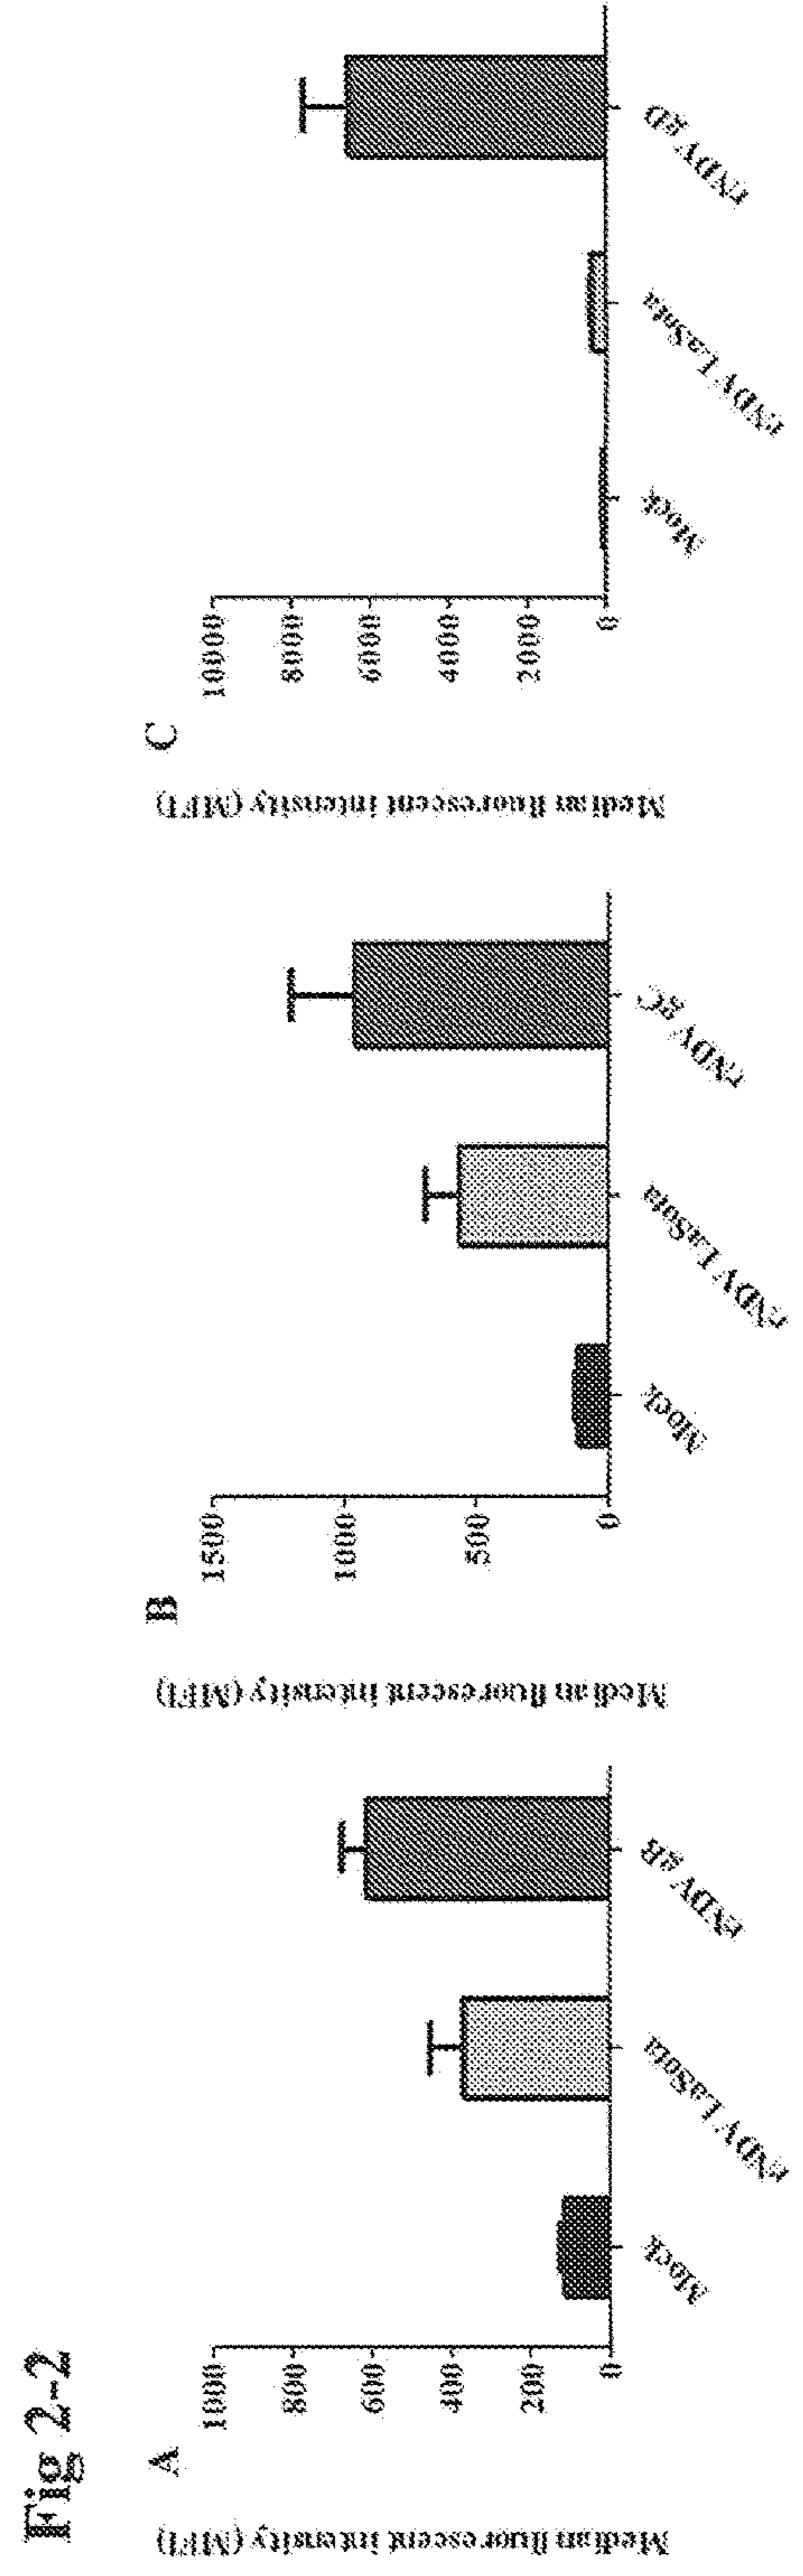 Fig 2-2
A
Median fluorescent intensity (MFI)
1000
800
600
400
200
0
Mock
rNDV LaSota
rNDV gB
B
Median fluorescent intensity (MFI)
1500
1000
500
0
Mock
rNDV LaSota
rNDV gC
C
Median fluorescent intensity (MFI)
10000
8000
6000
4000
2000
0
Mock
rNDV LaSota
rNDV gD